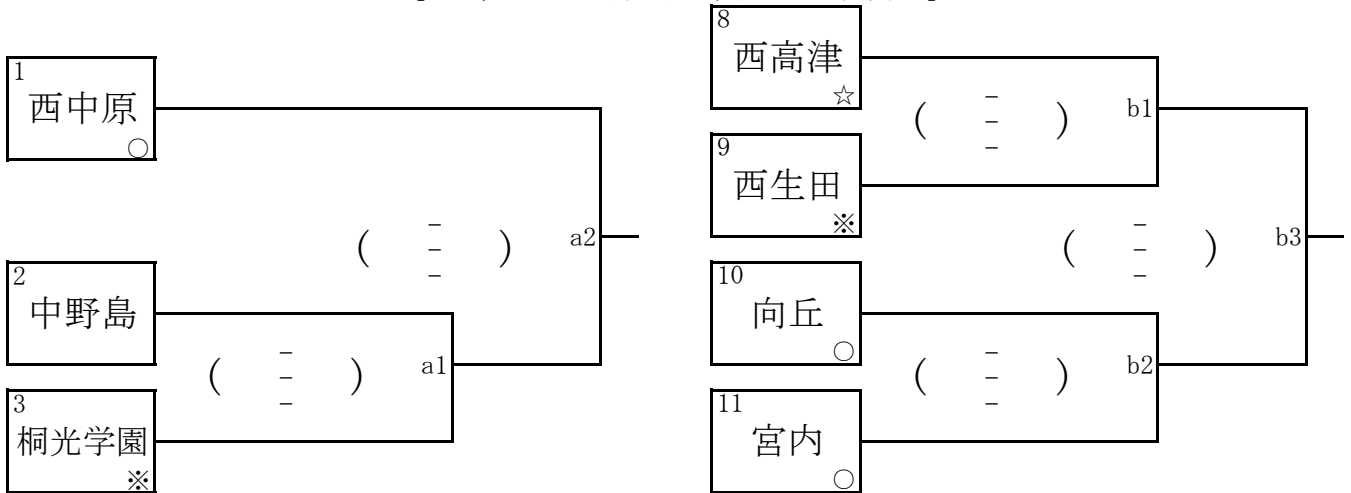 1
西中原
○
2
中野島
3
桐光学園
※
( - - - ) a1
( - - - ) a2
8
西高津
☆
9
西生田
※
10
向丘
○
11
宮内
○
( - - - ) b1
( - - - ) b2
( - - - ) b3